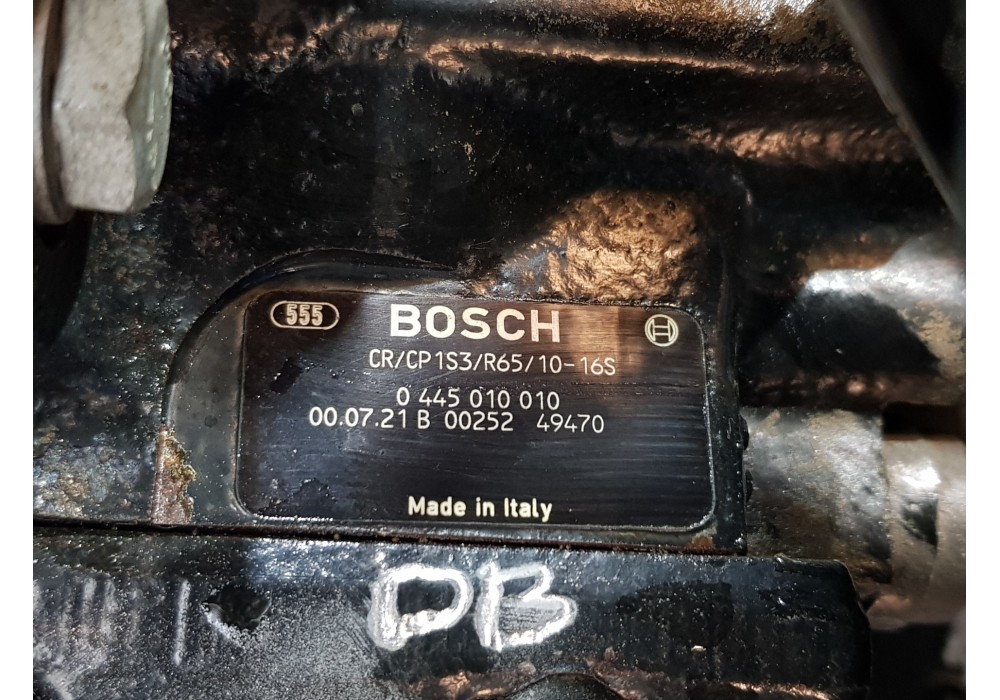 555 BOSCH
CR/CP1S3/R65/10-16S
0 445 010 010
00.07.21 B 00252 49470
Made in Italy
DB